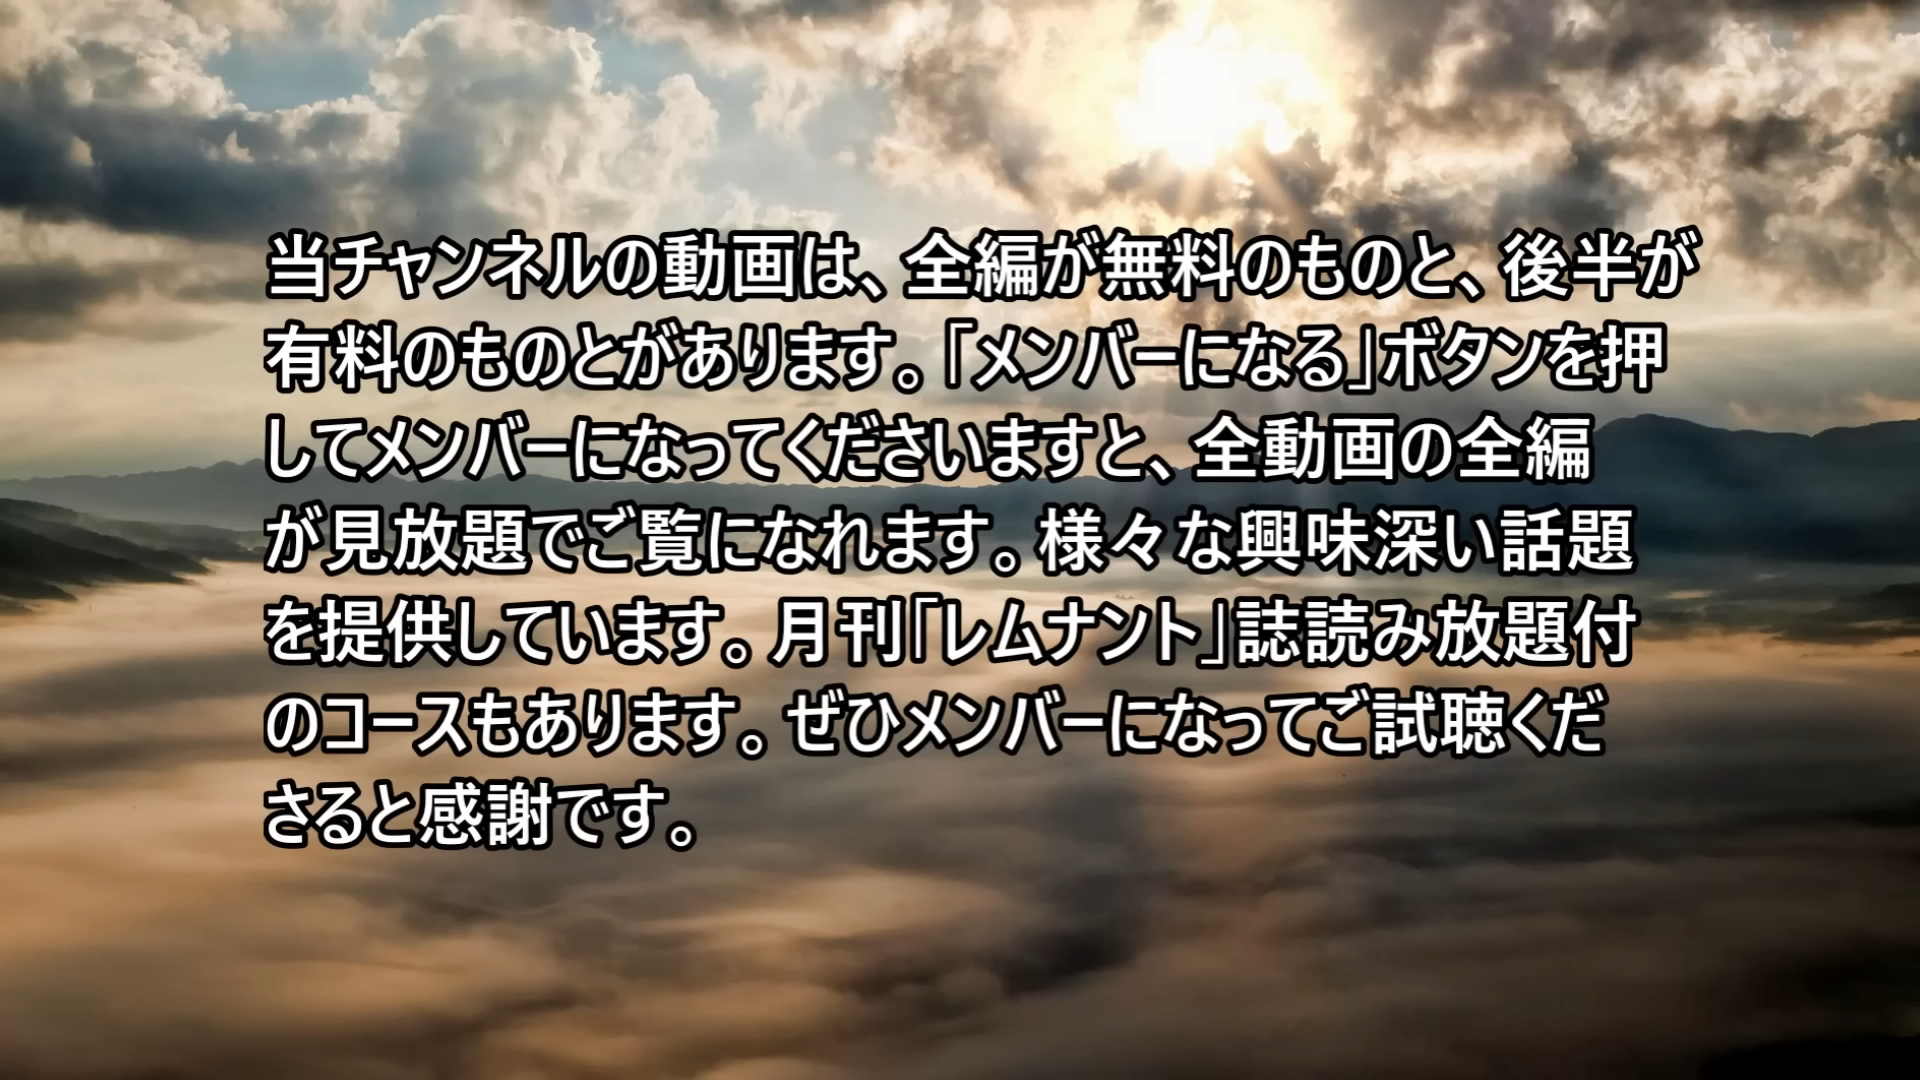 当チャンネルの動画は、全編が無料のものと、後半が
有料のものとがあります。「メンバーになる」ボタンを押
してメンバーになってくださいますと、全動画の全編
が見放題でご覧になれます。様々な興味深い話題
を提供しています。月刊「レムナント」誌読み放題付
のコースもあります。ぜひメンバーになってご試聴くだ
さると感謝です。